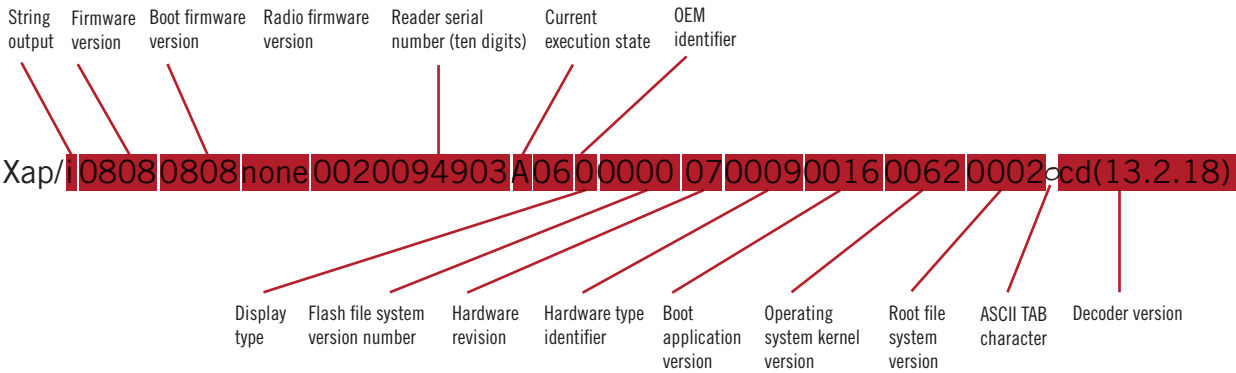 String Firmware Boot firmware Radio firmware Reader serial Current OEM
output version version version number (ten digits) execution state identifier
Xap/i08080808none0020094903A0600000 07000900160062 0002 cd(13.2.18)
Display Flash file system Hardware Hardware type Boot Operating Root file ASCII TAB Decoder version
type version number revision identifier application system kernel system character
version version version